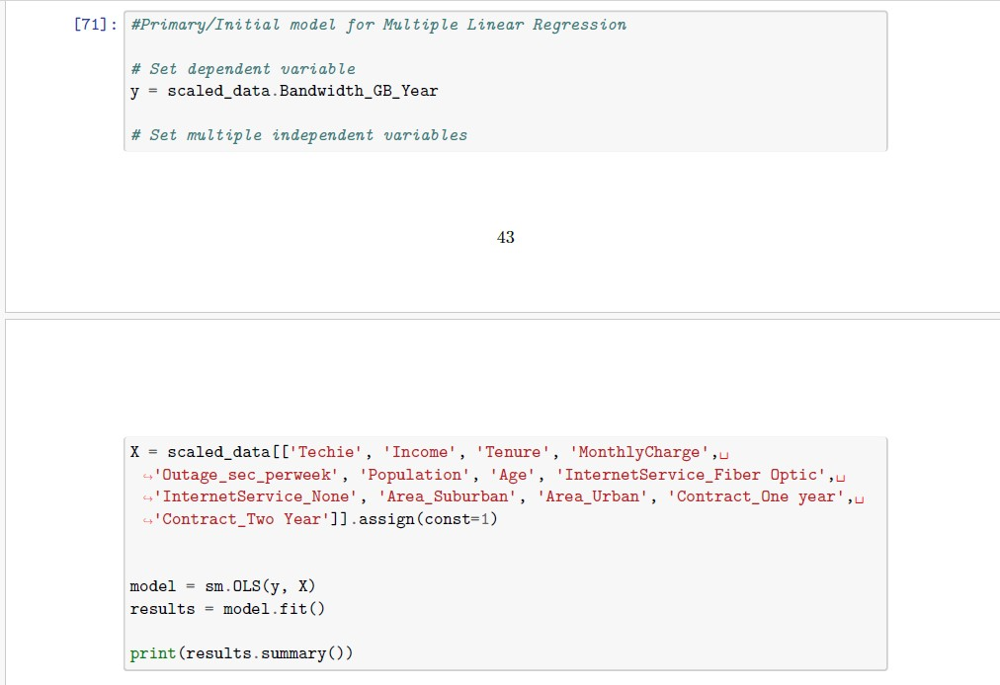 [71]: #Primary/Initial model for Multiple Linear Regression
# Set dependent variable
y = scaled_data.Bandwidth_GB_Year
# Set multiple independent variables
43
X = scaled_data[['Techie', 'Income', 'Tenure', 'MonthlyCharge',␣
↪'Outage_sec_perweek', 'Population', 'Age', 'InternetService_Fiber Optic',␣
↪'InternetService_None', 'Area_Suburban', 'Area_Urban', 'Contract_One year',␣
↪'Contract_Two Year']].assign(const=1)
model = sm.OLS(y, X)
results = model.fit()
print(results.summary())